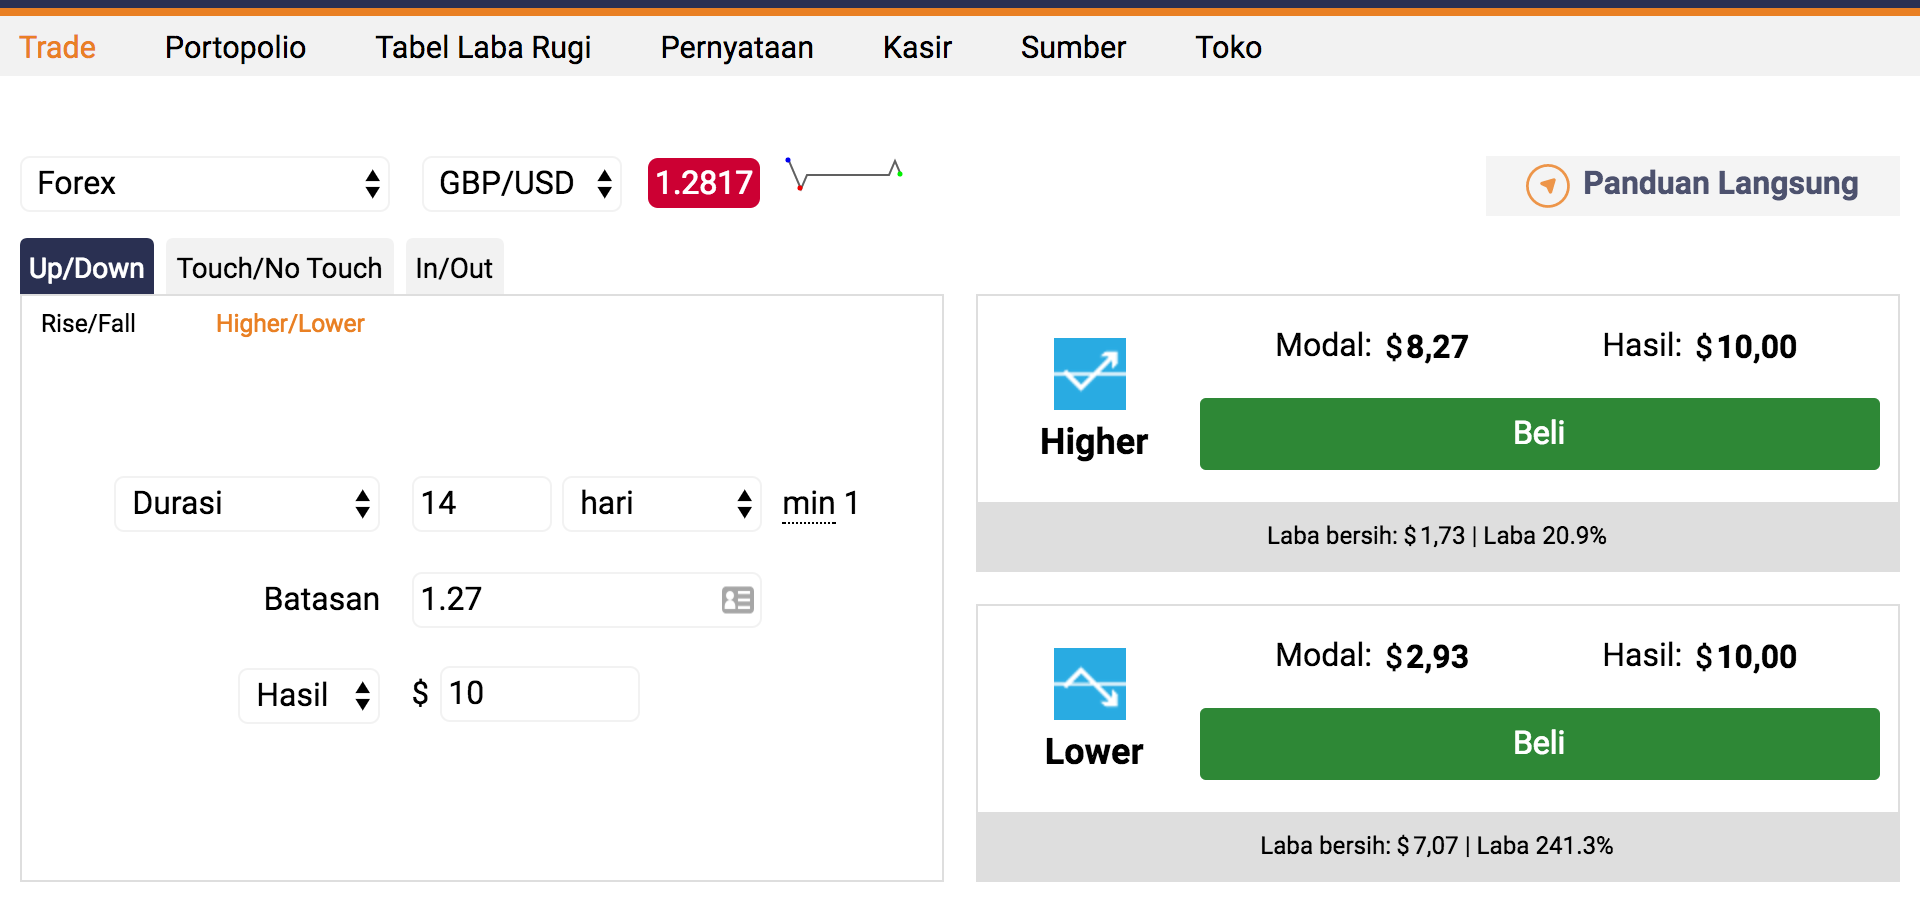 Trade Portopolio Tabel Laba Rugi Pernyataan Kasir Sumber Toko
Forex GBP/USD 1.2817 Panduan Langsung
Up/Down Touch/No Touch In/Out
Rise/Fall Higher/Lower
Durasi 14 hari min 1
Batasan 1.27
Hasil $ 10
Modal: $8,27 Hasil: $10,00
Higher
Beli
Laba bersih: $1,73 | Laba 20.9%
Modal: $2,93 Hasil: $10,00
Lower
Beli
Laba bersih: $7,07 | Laba 241.3%